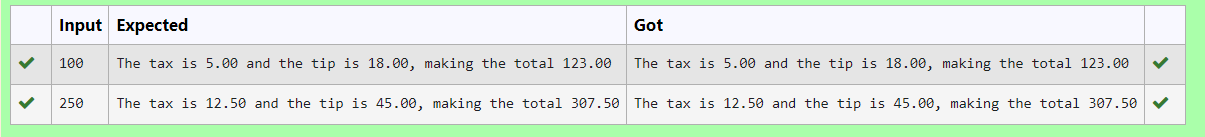 Input Expected Got
100 The tax is 5.00 and the tip is 18.00, making the total 123.00 The tax is 5.00 and the tip is 18.00, making the total 123.00
250 The tax is 12.50 and the tip is 45.00, making the total 307.50 The tax is 12.50 and the tip is 45.00, making the total 307.50